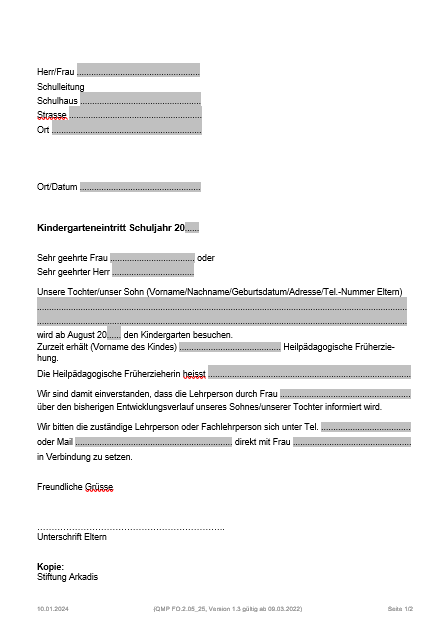 Herr/Frau ......................................................
Schulleitung
Schulhaus .....................................................
Strasse ..........................................................
Ort ..................................................................
Ort/Datum .....................................................
Kindergarteneintritt Schuljahr 20......
Sehr geehrte Frau ..................................... oder
Sehr geehrter Herr ....................................
Unsere Tochter/unser Sohn (Vorname/Nachname/Geburtsdatum/Adresse/Tel.-Nummer Eltern)
....................................................................................................................................................................
....................................................................................................................................................................
wird ab August 20...... den Kindergarten besuchen.
Zurzeit erhält (Vorname des Kindes) ............................................. Heilpädagogische Früherzie-
hung.
Die Heilpädagogische Früherzieherin heisst ..........................................................................................
Wir sind damit einverstanden, dass die Lehrperson durch Frau ..........................................................
über den bisherigen Entwicklungsverlauf unseres Sohnes/unserer Tochter informiert wird.
Wir bitten die zuständige Lehrperson oder Fachlehrperson sich unter Tel. ........................................
oder Mail ..................................................................... direkt mit Frau ....................................................
in Verbindung zu setzen.
Freundliche Grüsse
……………………………………………………..
Unterschrift Eltern
Kopie:
Stiftung Arkadis
10.01.2024 (QMP FO.2.05_25, Version 1.3 gültig ab 09.03.2022) Seite 1/2